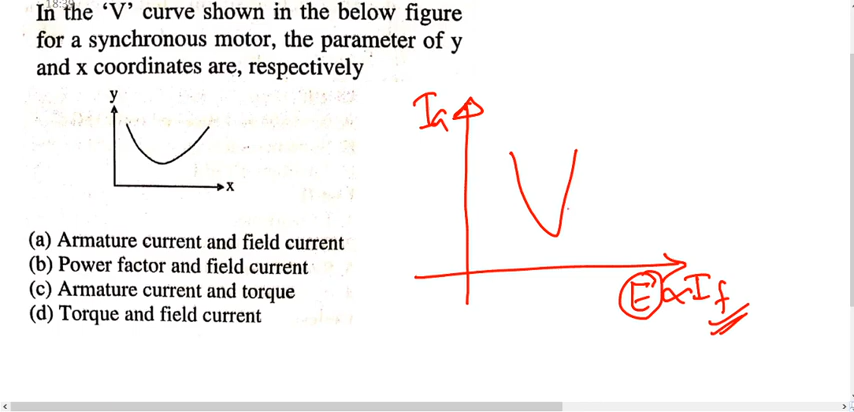 In the ‘V’ curve shown in the below figure
for a synchronous motor, the parameter of y
and x coordinates are, respectively
y
x
(a) Armature current and field current
(b) Power factor and field current
(c) Armature current and torque
(d) Torque and field current
Ia
E ∝ If